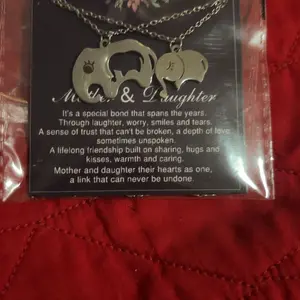 Mother & Daughter
It's a special bond that spans the years.
Through laughter, worry, smiles and tears.
A sense of trust that can't be broken, a depth of love
sometimes unspoken.
A lifelong friendship built on sharing, hugs and
kisses, warmth and caring.
Mother and daughter their hearts as one,
a link that can never be undone.